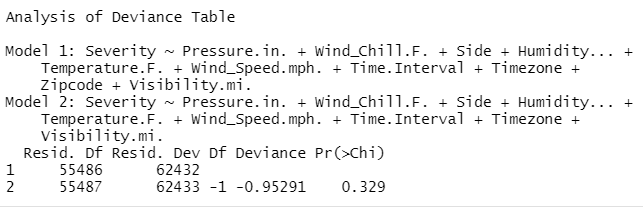 Analysis of Deviance Table
Model 1: Severity ~ Pressure.in. + Wind_Chill.F. + Side + Humidity... +
    Temperature.F. + Wind_Speed.mph. + Time.Interval + Timezone +
    Zipcode + Visibility.mi.
Model 2: Severity ~ Pressure.in. + Wind_Chill.F. + Side + Humidity... +
    Temperature.F. + Wind_Speed.mph. + Time.Interval + Timezone +
    Visibility.mi.
  Resid. Df Resid. Dev Df Deviance Pr(>Chi)
1     55486      62432
2     55487      62433 -1 -0.95291    0.329